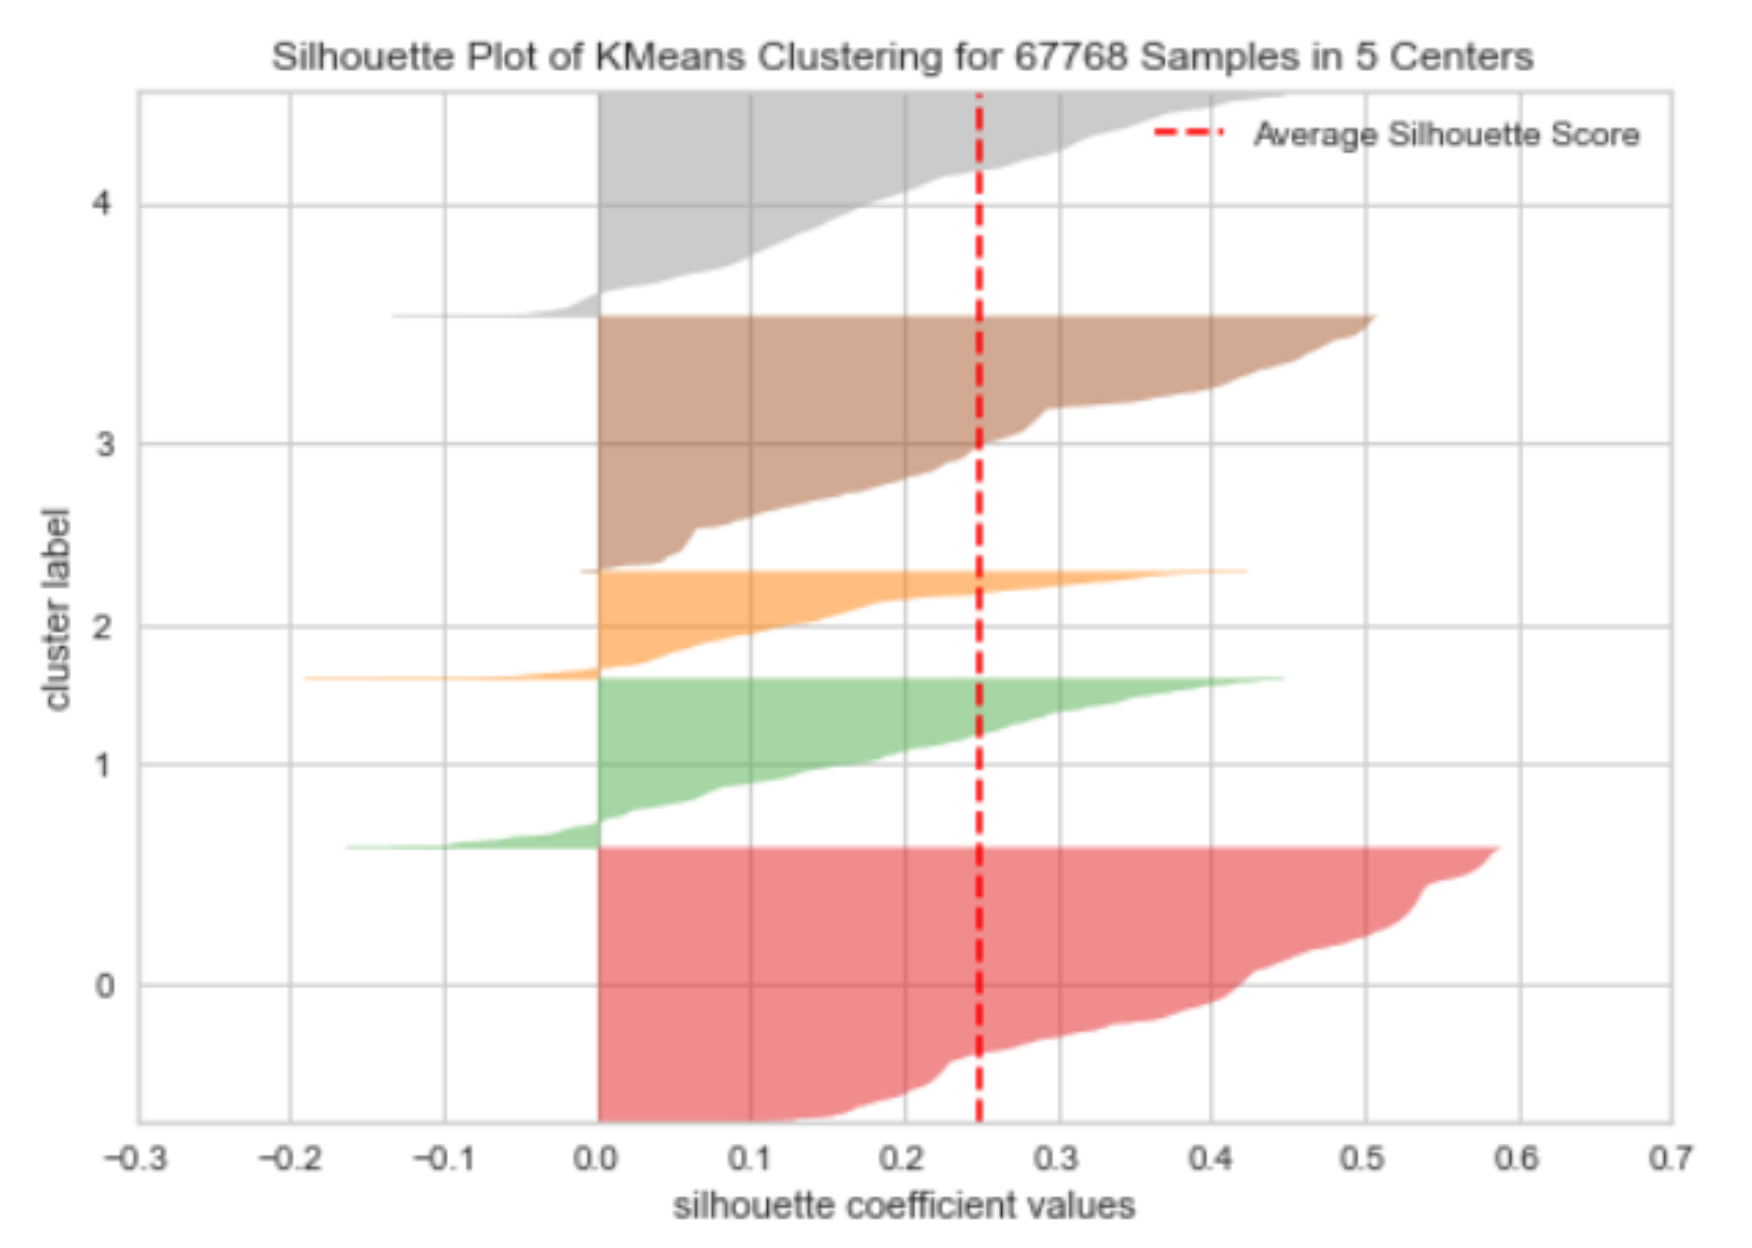 Silhouette Plot of KMeans Clustering for 67768 Samples in 5 Centers
Average Silhouette Score
4
3
2
1
0
cluster label
−0.3 −0.2 −0.1 0.0 0.1 0.2 0.3 0.4 0.5 0.6 0.7
silhouette coefficient values